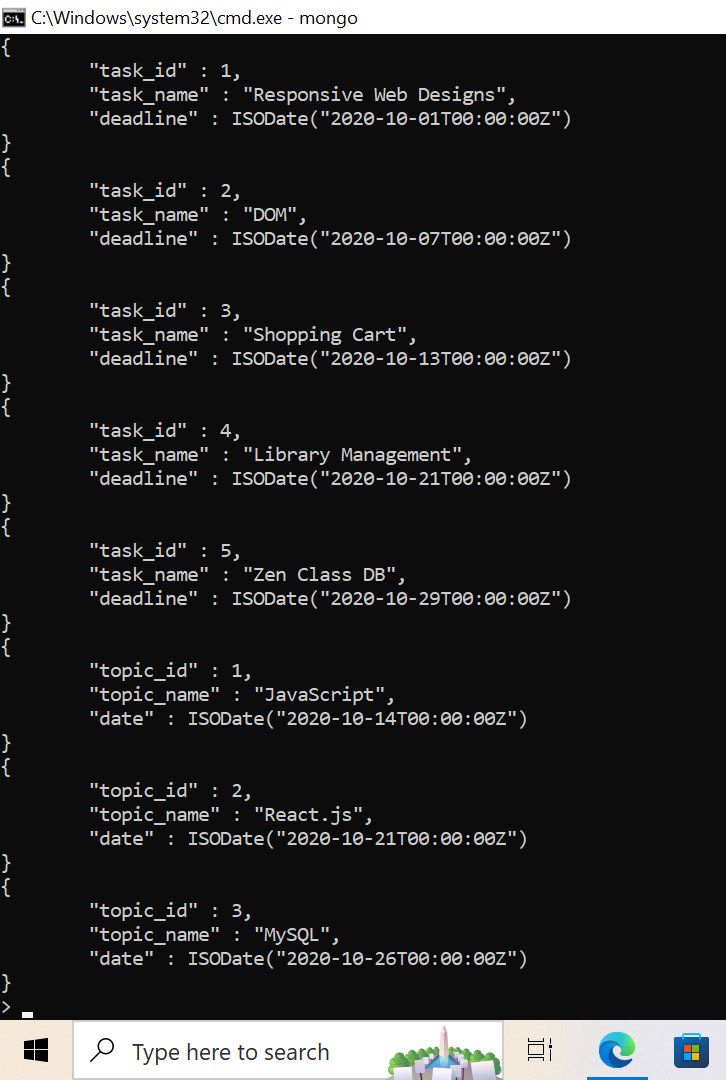 C:\Windows\system32\cmd.exe - mongo
{
"task_id" : 1,
"task_name" : "Responsive Web Designs",
"deadline" : ISODate("2020-10-01T00:00:00Z")
}
{
"task_id" : 2,
"task_name" : "DOM",
"deadline" : ISODate("2020-10-07T00:00:00Z")
}
{
"task_id" : 3,
"task_name" : "Shopping Cart",
"deadline" : ISODate("2020-10-13T00:00:00Z")
}
{
"task_id" : 4,
"task_name" : "Library Management",
"deadline" : ISODate("2020-10-21T00:00:00Z")
}
{
"task_id" : 5,
"task_name" : "Zen Class DB",
"deadline" : ISODate("2020-10-29T00:00:00Z")
}
{
"topic_id" : 1,
"topic_name" : "JavaScript",
"date" : ISODate("2020-10-14T00:00:00Z")
}
{
"topic_id" : 2,
"topic_name" : "React.js",
"date" : ISODate("2020-10-21T00:00:00Z")
}
{
"topic_id" : 3,
"topic_name" : "MySQL",
"date" : ISODate("2020-10-26T00:00:00Z")
}
>
Type here to search